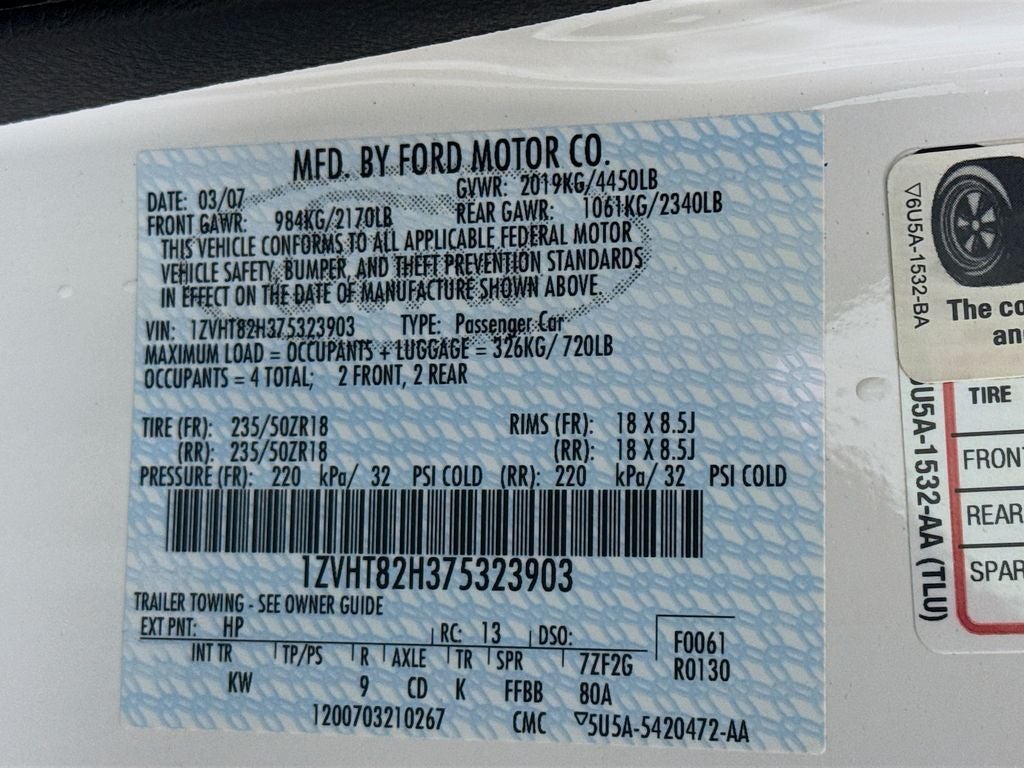 MFD. BY FORD MOTOR CO.
DATE: 03/07 GVWR: 2019KG/4450LB
FRONT GAWR: 984KG/2170LB REAR GAWR: 1061KG/2340LB
THIS VEHICLE CONFORMS TO ALL APPLICABLE FEDERAL MOTOR
VEHICLE SAFETY, BUMPER, AND THEFT PREVENTION STANDARDS
IN EFFECT ON THE DATE OF MANUFACTURE SHOWN ABOVE.
VIN: 1ZVHT82H375323903 TYPE: Passenger Car
MAXIMUM LOAD = OCCUPANTS + LUGGAGE = 326KG/ 720LB
OCCUPANTS = 4 TOTAL; 2 FRONT, 2 REAR
TIRE (FR): 235/50ZR18 RIMS (FR): 18 X 8.5J
(RR): 235/50ZR18 (RR): 18 X 8.5J
PRESSURE (FR): 220 kPa/ 32 PSI COLD (RR): 220 kPa/ 32 PSI COLD
1ZVHT82H375323903
TRAILER TOWING - SEE OWNER GUIDE
EXT PNT: HP RC: 13 DSO: F0061
INT TR TP/PS R AXLE TR SPR 7ZF2G R0130
KW 9 CD K FFBB 80A
1200703210267 CMC ▽5U5A-5420472-AA
▽6U5A-1532-BA
The co
an
U5A-1532-AA (TLU)
TIRE
FRONT
REAR
SPAR